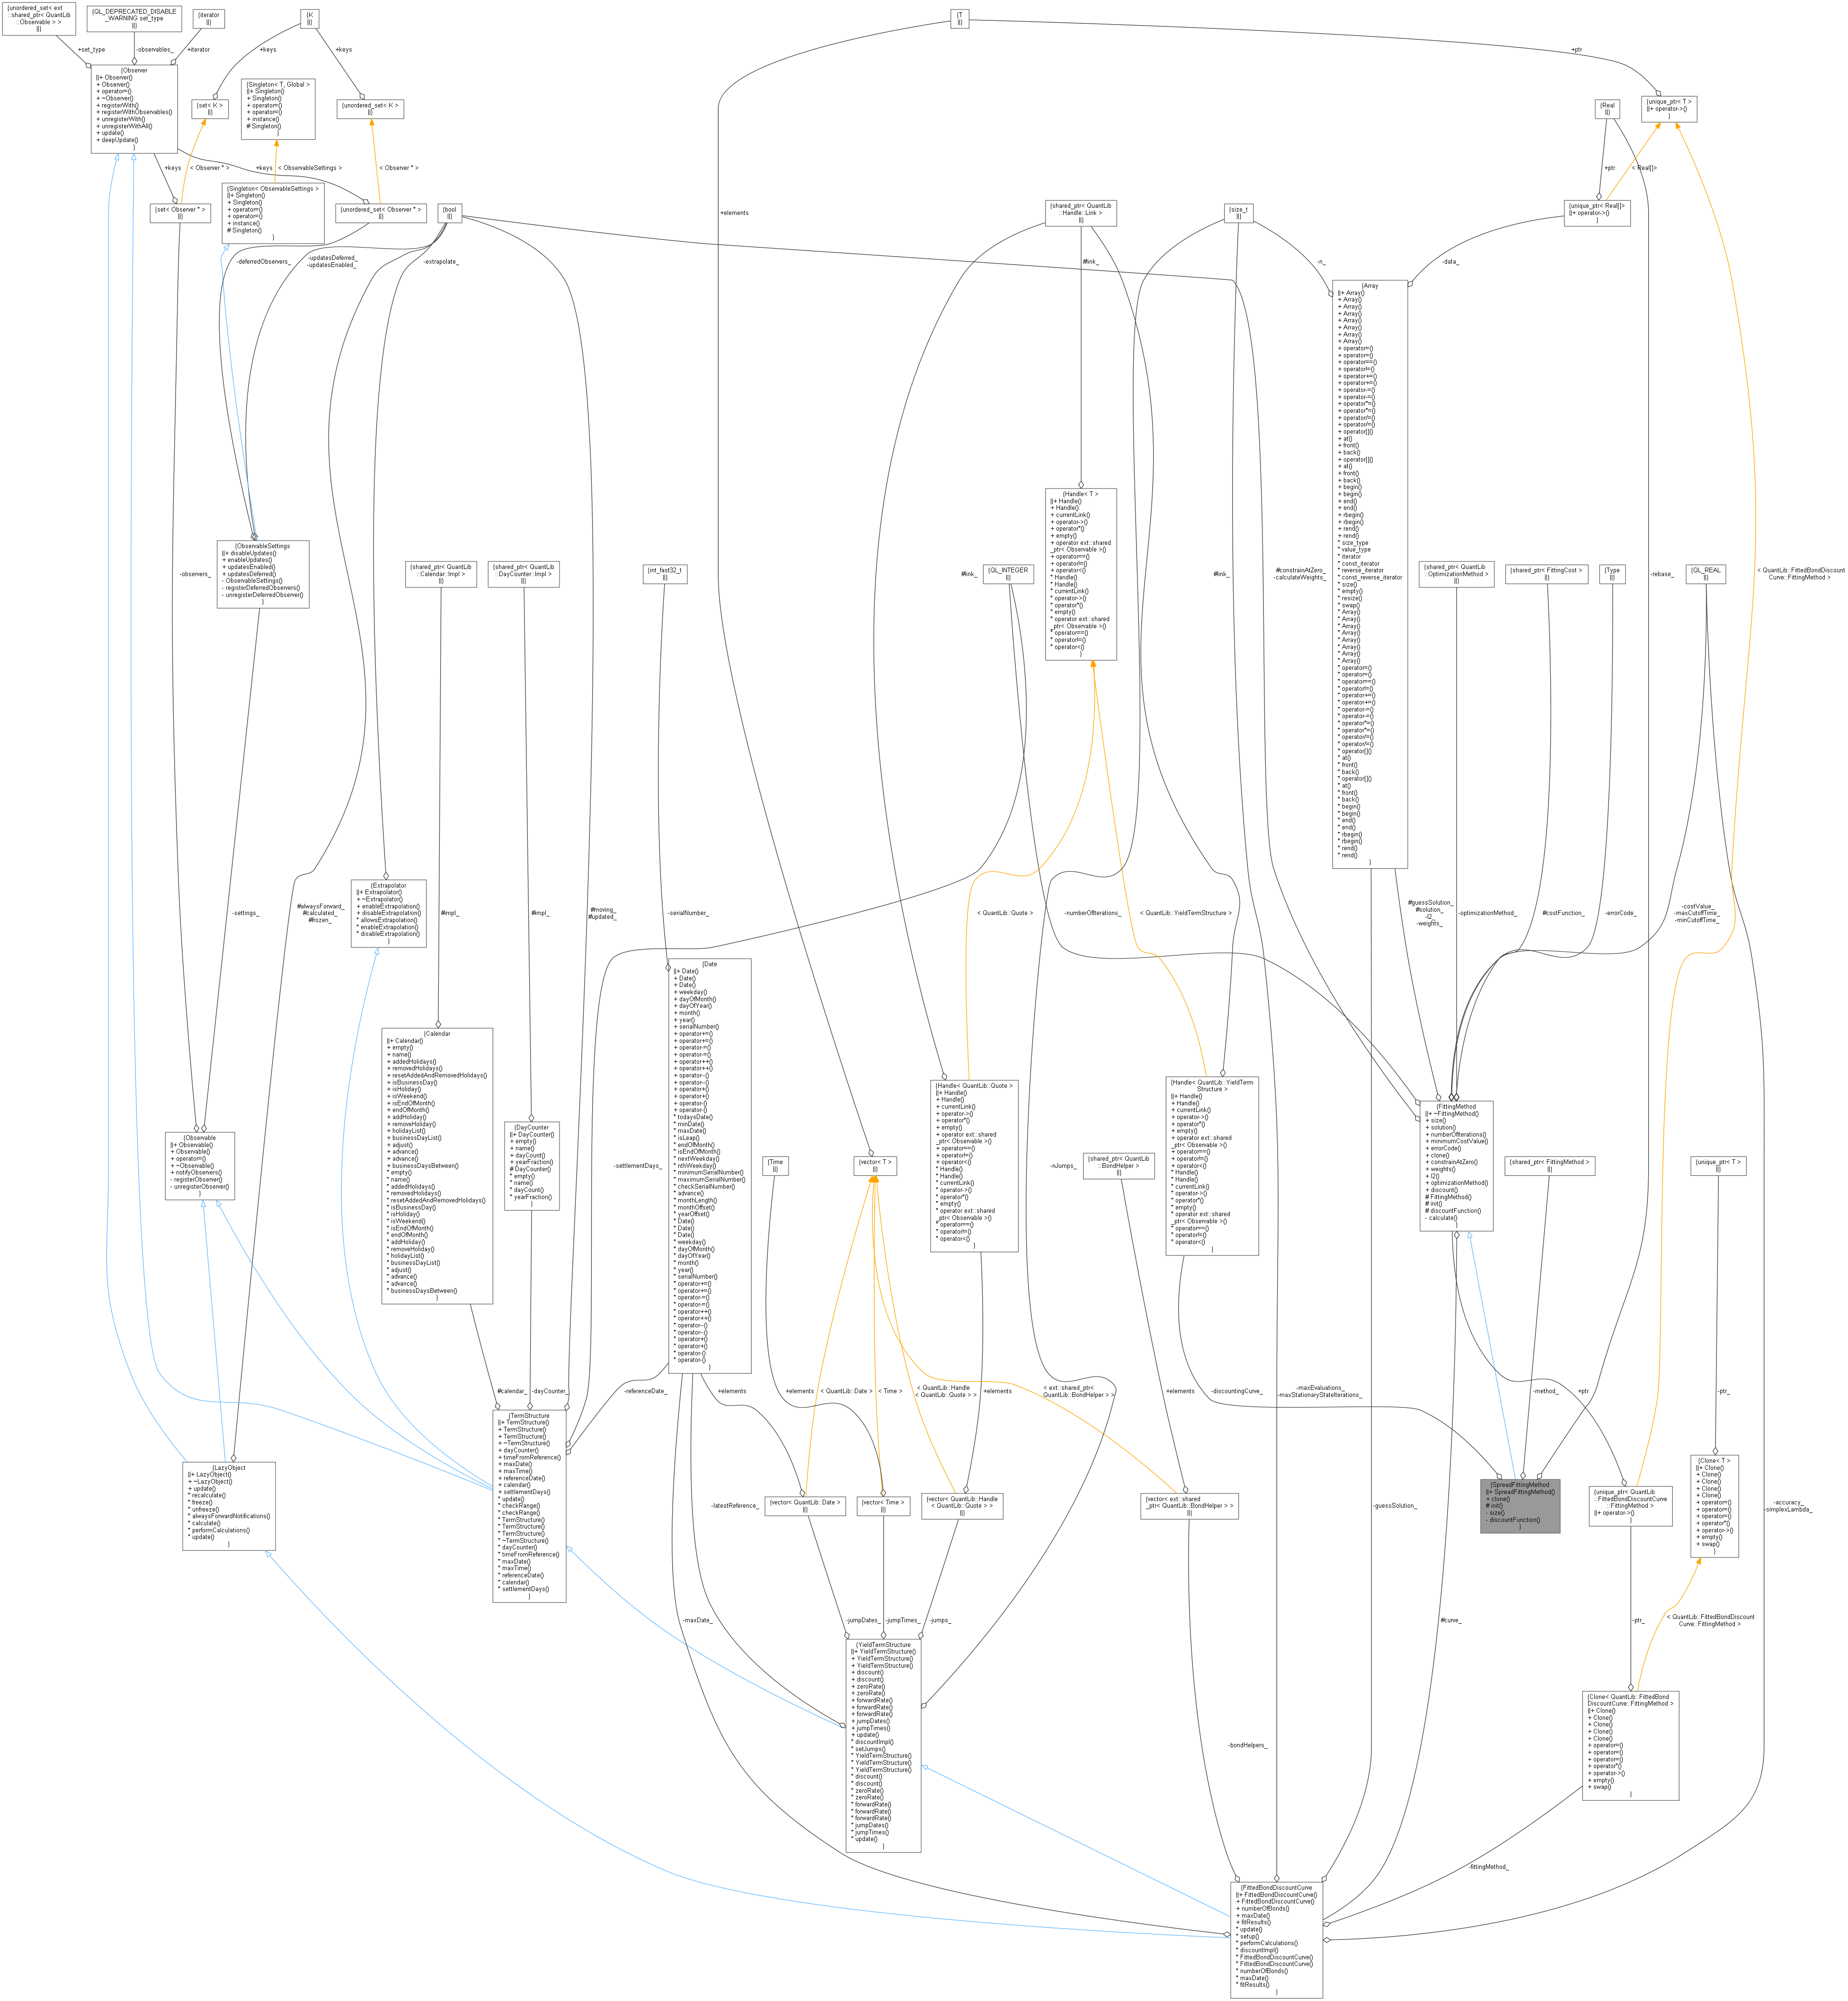 {unordered_set< ext
::shared_ptr< QuantLib
::Observable > >
||}
{QL_DEPRECATED_DISABLE
_WARNING set_type
||}
{iterator
||}
{K
||}
{T
||}
+set_type
-observables_
+iterator
+keys
+keys
+ptr
{Observer
||+ Observer()
+ Observer()
+ operator=()
+ ~Observer()
+ registerWith()
+ registerWithObservables()
+ unregisterWith()
+ unregisterWithAll()
+ update()
+ deepUpdate()
}
{set< K >
||}
{Singleton< T, Global >
||+ Singleton()
+ Singleton()
+ operator=()
+ operator=()
+ instance()
# Singleton()
}
{unordered_set< K >
||}
{Real
||}
{unique_ptr< T >
||+ operator->()
}
+keys
< Observer * >
+keys
< ObservableSettings >
< Observer * >
+elements
+ptr
< Real[]>
{set< Observer * >
||}
{Singleton< ObservableSettings >
||+ Singleton()
+ Singleton()
+ operator=()
+ operator=()
+ instance()
# Singleton()
}
{unordered_set< Observer * >
||}
{bool
||}
{shared_ptr< QuantLib
::Handle::Link >
||}
{size_t
||}
{unique_ptr< Real[]>
||+ operator->()
}
-deferredObservers_
-updatesDeferred_
-updatesEnabled_
-extrapolate_
#link_
-n_
-data_
{Array
||+ Array()
+ Array()
+ Array()
+ Array()
+ Array()
+ Array()
+ Array()
+ Array()
+ operator=()
+ operator=()
+ operator==()
+ operator!=()
+ operator+=()
+ operator+=()
+ operator-=()
+ operator-=()
+ operator*=()
+ operator*=()
+ operator/=()
+ operator/=()
+ operator[]()
+ at()
+ front()
+ back()
+ operator[]()
+ at()
+ front()
+ back()
+ begin()
+ begin()
+ end()
+ end()
+ rbegin()
+ rbegin()
+ rend()
+ rend()
* size_type
* value_type
* iterator
* const_iterator
* reverse_iterator
* const_reverse_iterator
* size()
* empty()
* resize()
* swap()
* Array()
* Array()
* Array()
* Array()
* Array()
* Array()
* Array()
* Array()
* operator=()
* operator=()
* operator==()
* operator!=()
* operator+=()
* operator+=()
* operator-=()
* operator-=()
* operator*=()
* operator*=()
* operator/=()
* operator/=()
* operator[]()
* at()
* front()
* back()
* operator[]()
* at()
* front()
* back()
* begin()
* begin()
* end()
* end()
* rbegin()
* rbegin()
* rend()
* rend()
}
{Handle< T >
||+ Handle()
+ Handle()
+ currentLink()
+ operator->()
+ operator*()
+ empty()
+ operator ext::shared
_ptr< Observable >()
+ operator==()
+ operator!=()
+ operator<()
* Handle()
* Handle()
* currentLink()
* operator->()
* operator*()
* empty()
* operator ext::shared
_ptr< Observable >()
* operator==()
* operator!=()
* operator<()
}
{ObservableSettings
||+ disableUpdates()
+ enableUpdates()
+ updatesEnabled()
+ updatesDeferred()
- ObservableSettings()
- registerDeferredObservers()
- unregisterDeferredObserver()
}
{shared_ptr< QuantLib
::Calendar::Impl >
||}
{shared_ptr< QuantLib
::DayCounter::Impl >
||}
{int_fast32_t
||}
{QL_INTEGER
||}
{shared_ptr< QuantLib
::OptimizationMethod >
||}
{shared_ptr< FittingCost >
||}
{Type
||}
{QL_REAL
||}
-observers_
#link_
#link_
#constrainAtZero_
-calculateWeights_
-rebase_
< QuantLib::FittedBondDiscount
Curve::FittingMethod >
{Extrapolator
||+ Extrapolator()
+ ~Extrapolator()
+ enableExtrapolation()
+ disableExtrapolation()
* allowsExtrapolation()
* enableExtrapolation()
* disableExtrapolation()
}
-settings_
#alwaysForward_
#calculated_
#frozen_
#impl_
#impl_
#moving_
#updated_
-serialNumber_
< QuantLib::Quote >
-numberOfIterations_
< QuantLib::YieldTermStructure >
#guessSolution_
#solution_
-l2_
-weights_
-optimizationMethod_
#costFunction_
-errorCode_
-costValue_
-maxCutoffTime_
-minCutoffTime_
{Date
||+ Date()
+ Date()
+ Date()
+ weekday()
+ dayOfMonth()
+ dayOfYear()
+ month()
+ year()
+ serialNumber()
+ operator+=()
+ operator+=()
+ operator-=()
+ operator-=()
+ operator++()
+ operator++()
+ operator--()
+ operator--()
+ operator+()
+ operator+()
+ operator-()
+ operator-()
* todaysDate()
* minDate()
* maxDate()
* isLeap()
* endOfMonth()
* isEndOfMonth()
* nextWeekday()
* nthWeekday()
* minimumSerialNumber()
* maximumSerialNumber()
* checkSerialNumber()
* advance()
* monthLength()
* monthOffset()
* yearOffset()
* Date()
* Date()
* Date()
* weekday()
* dayOfMonth()
* dayOfYear()
* month()
* year()
* serialNumber()
* operator+=()
* operator+=()
* operator-=()
* operator-=()
* operator++()
* operator++()
* operator--()
* operator--()
* operator+()
* operator+()
* operator-()
* operator-()
}
{Calendar
||+ Calendar()
+ empty()
+ name()
+ addedHolidays()
+ removedHolidays()
+ resetAddedAndRemovedHolidays()
+ isBusinessDay()
+ isHoliday()
+ isWeekend()
+ isEndOfMonth()
+ endOfMonth()
+ addHoliday()
+ removeHoliday()
+ holidayList()
+ businessDayList()
+ adjust()
+ advance()
+ advance()
+ businessDaysBetween()
* empty()
* name()
* addedHolidays()
* removedHolidays()
* resetAddedAndRemovedHolidays()
* isBusinessDay()
* isHoliday()
* isWeekend()
* isEndOfMonth()
* endOfMonth()
* addHoliday()
* removeHoliday()
* holidayList()
* businessDayList()
* adjust()
* advance()
* advance()
* businessDaysBetween()
}
{DayCounter
||+ DayCounter()
+ empty()
+ name()
+ dayCount()
+ yearFraction()
# DayCounter()
* empty()
* name()
* dayCount()
* yearFraction()
}
{Observable
||+ Observable()
+ Observable()
+ operator=()
+ ~Observable()
+ notifyObservers()
- registerObserver()
- unregisterObserver()
}
{Handle< QuantLib::Quote >
||+ Handle()
+ Handle()
+ currentLink()
+ operator->()
+ operator*()
+ empty()
+ operator ext::shared
_ptr< Observable >()
+ operator==()
+ operator!=()
+ operator<()
* Handle()
* Handle()
* currentLink()
* operator->()
* operator*()
* empty()
* operator ext::shared
_ptr< Observable >()
* operator==()
* operator!=()
* operator<()
}
{Handle< QuantLib::YieldTerm
Structure >
||+ Handle()
+ Handle()
+ currentLink()
+ operator->()
+ operator*()
+ empty()
+ operator ext::shared
_ptr< Observable >()
+ operator==()
+ operator!=()
+ operator<()
* Handle()
* Handle()
* currentLink()
* operator->()
* operator*()
* empty()
* operator ext::shared
_ptr< Observable >()
* operator==()
* operator!=()
* operator<()
}
{FittingMethod
||+ ~FittingMethod()
+ size()
+ solution()
+ numberOfIterations()
+ minimumCostValue()
+ errorCode()
+ clone()
+ constrainAtZero()
+ weights()
+ l2()
+ optimizationMethod()
+ discount()
# FittingMethod()
# init()
# discountFunction()
- calculate()
}
-settlementDays_
{Time
||}
{vector< T >
||}
-nJumps_
{shared_ptr< QuantLib
::BondHelper >
||}
{shared_ptr< FittingMethod >
||}
{unique_ptr< T >
||}
#calendar_
-dayCounter_
-referenceDate_
+elements
+elements
< QuantLib::Date >
< Time >
< QuantLib::Handle
< QuantLib::Quote > >
+elements
< ext::shared_ptr<
QuantLib::BondHelper > >
+elements
-discountingCurve_
-maxEvaluations_
-maxStationaryStateIterations_
-method_
+ptr
-ptr_
{TermStructure
||+ TermStructure()
+ TermStructure()
+ TermStructure()
+ ~TermStructure()
+ dayCounter()
+ timeFromReference()
+ maxDate()
+ maxTime()
+ referenceDate()
+ calendar()
+ settlementDays()
* update()
* checkRange()
* checkRange()
* TermStructure()
* TermStructure()
* TermStructure()
* ~TermStructure()
* dayCounter()
* timeFromReference()
* maxDate()
* maxTime()
* referenceDate()
* calendar()
* settlementDays()
}
{LazyObject
||+ LazyObject()
+ ~LazyObject()
+ update()
* recalculate()
* freeze()
* unfreeze()
* alwaysForwardNotifications()
* calculate()
* performCalculations()
* update()
}
-latestReference_
{vector< QuantLib::Date >
||}
{vector< Time >
||}
{vector< QuantLib::Handle
< QuantLib::Quote > >
||}
{vector< ext::shared
_ptr< QuantLib::BondHelper > >
||}
-guessSolution_
{SpreadFittingMethod
||+ SpreadFittingMethod()
+ clone()
# init()
- size()
- discountFunction()
}
{unique_ptr< QuantLib
::FittedBondDiscountCurve
::FittingMethod >
||+ operator->()
}
{Clone< T >
||+ Clone()
+ Clone()
+ Clone()
+ Clone()
+ Clone()
+ operator=()
+ operator=()
+ operator=()
+ operator*()
+ operator->()
+ empty()
+ swap()
}
-accuracy_
-simplexLambda_
-maxDate_
-jumpDates_
-jumpTimes_
-jumps_
#curve_
-ptr_
< QuantLib::FittedBondDiscount
Curve::FittingMethod >
{YieldTermStructure
||+ YieldTermStructure()
+ YieldTermStructure()
+ YieldTermStructure()
+ discount()
+ discount()
+ zeroRate()
+ zeroRate()
+ forwardRate()
+ forwardRate()
+ forwardRate()
+ jumpDates()
+ jumpTimes()
+ update()
* discountImpl()
* setJumps()
* YieldTermStructure()
* YieldTermStructure()
* YieldTermStructure()
* discount()
* discount()
* zeroRate()
* zeroRate()
* forwardRate()
* forwardRate()
* forwardRate()
* jumpDates()
* jumpTimes()
* update()
}
{Clone< QuantLib::FittedBond
DiscountCurve::FittingMethod >
||+ Clone()
+ Clone()
+ Clone()
+ Clone()
+ Clone()
+ operator=()
+ operator=()
+ operator=()
+ operator*()
+ operator->()
+ empty()
+ swap()
}
-bondHelpers_
-fittingMethod_
{FittedBondDiscountCurve
||+ FittedBondDiscountCurve()
+ FittedBondDiscountCurve()
+ numberOfBonds()
+ maxDate()
+ fitResults()
* update()
* setup()
* performCalculations()
* discountImpl()
* FittedBondDiscountCurve()
* FittedBondDiscountCurve()
* numberOfBonds()
* maxDate()
* fitResults()
}